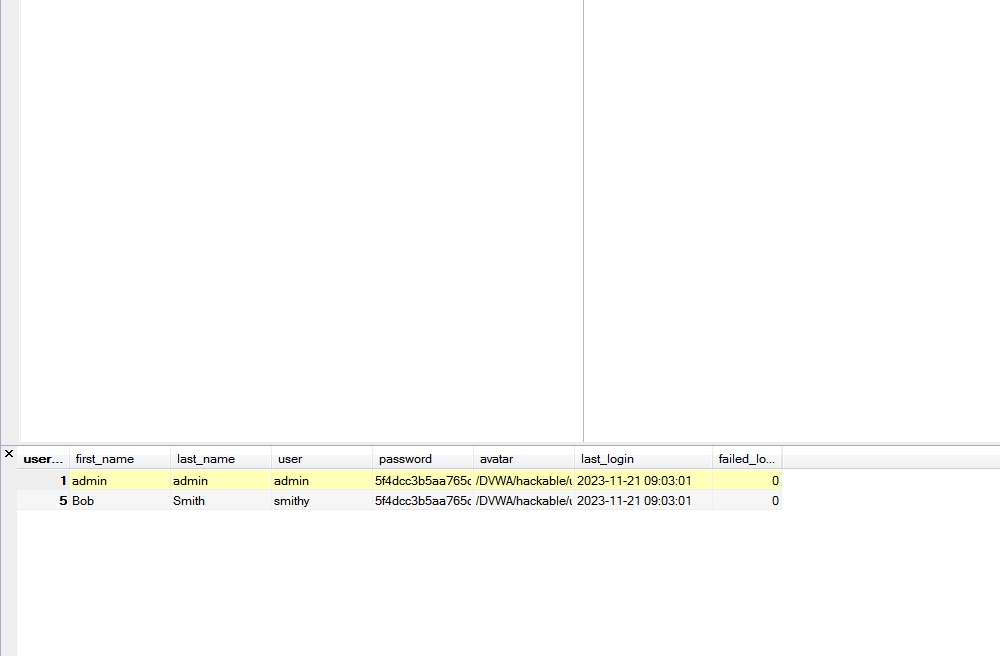 user... first_name last_name user password avatar last_login failed_lo...
1 admin admin admin 5f4dcc3b5aa765c /DVWA/hackable/u 2023-11-21 09:03:01 0
5 Bob Smith smithy 5f4dcc3b5aa765c /DVWA/hackable/u 2023-11-21 09:03:01 0